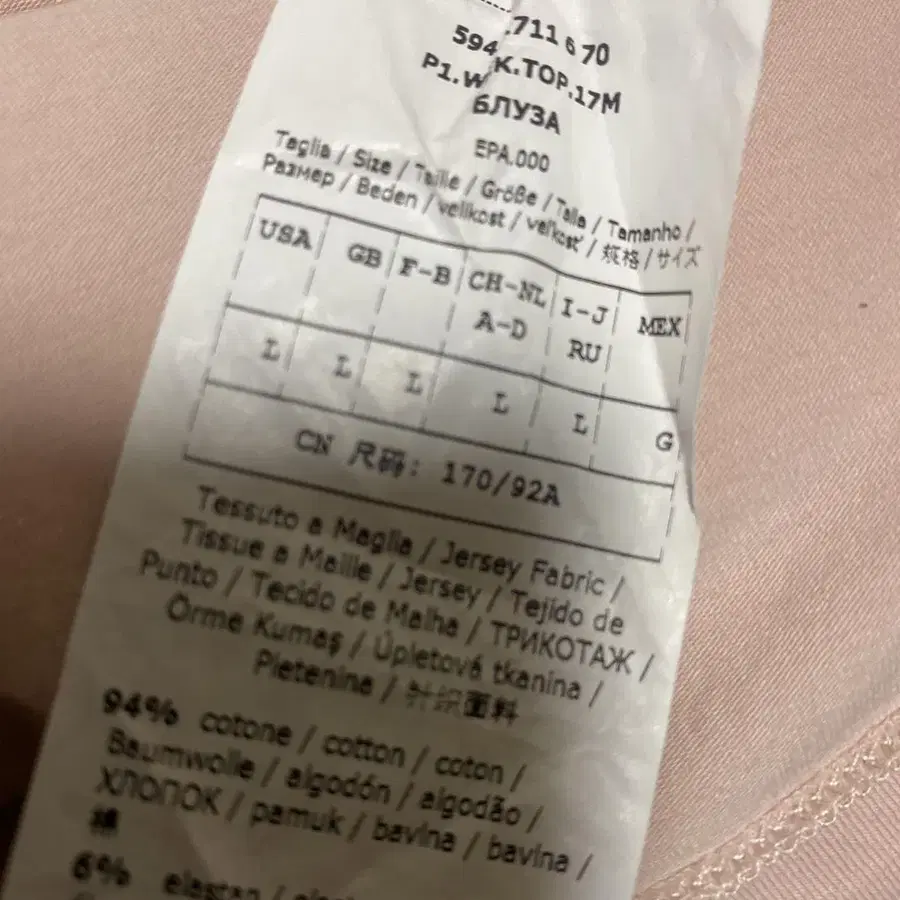 .711 6 70
594 K.TOP.17M
P1.W
БЛУЗА
EPA.000
Taglia / Size / Taille / Größe / Talla / Tamanho /
Размер / Beden / velikost / veľkosť / 规格 / サイズ
USA GB F-B CH-NL A-D I-J RU MEX
L L L L L G
CN 尺码: 170/92A
Tessuto a Maglia / Jersey Fabric /
Tissue a Maille / Jersey / Tejido de
Punto / Tecido de Malha / ТРИКОТАЖ /
Orme Kumaş / Úpletová tkanina /
Pletenina / 针织面料
94% cotone / cotton / coton /
Baumwolle / algodón / algodão /
ХЛОПОК / pamuk / bavlna / bavlna /
棉
6% elastan /